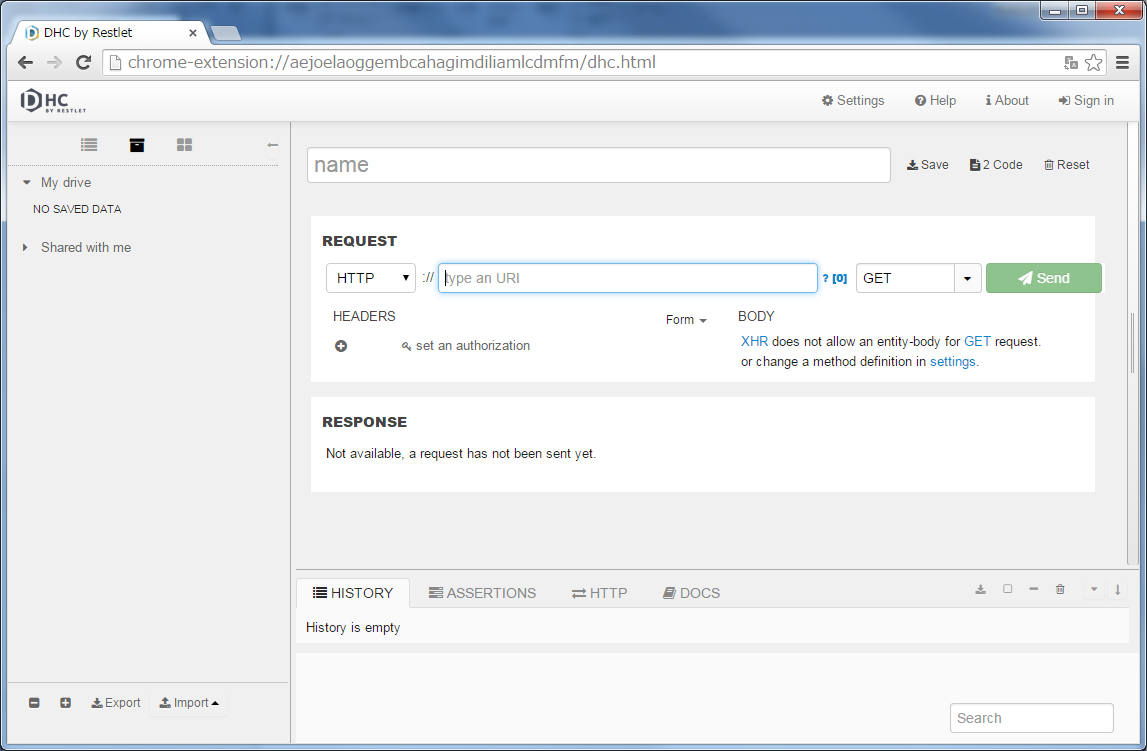 DHC by Restlet
chrome-extension://aejoelaoggembcahagimdiliamlcdmfm/dhc.html
DHC BY RESTLET
Settings Help About Sign in
name Save 2 Code Reset
My drive
NO SAVED DATA
Shared with me
REQUEST
HTTP :// type an URI ? [0] GET Send
HEADERS Form BODY
set an authorization
XHR does not allow an entity-body for GET request.
or change a method definition in settings.
RESPONSE
Not available, a request has not been sent yet.
HISTORY ASSERTIONS HTTP DOCS
History is empty
Export Import
Search